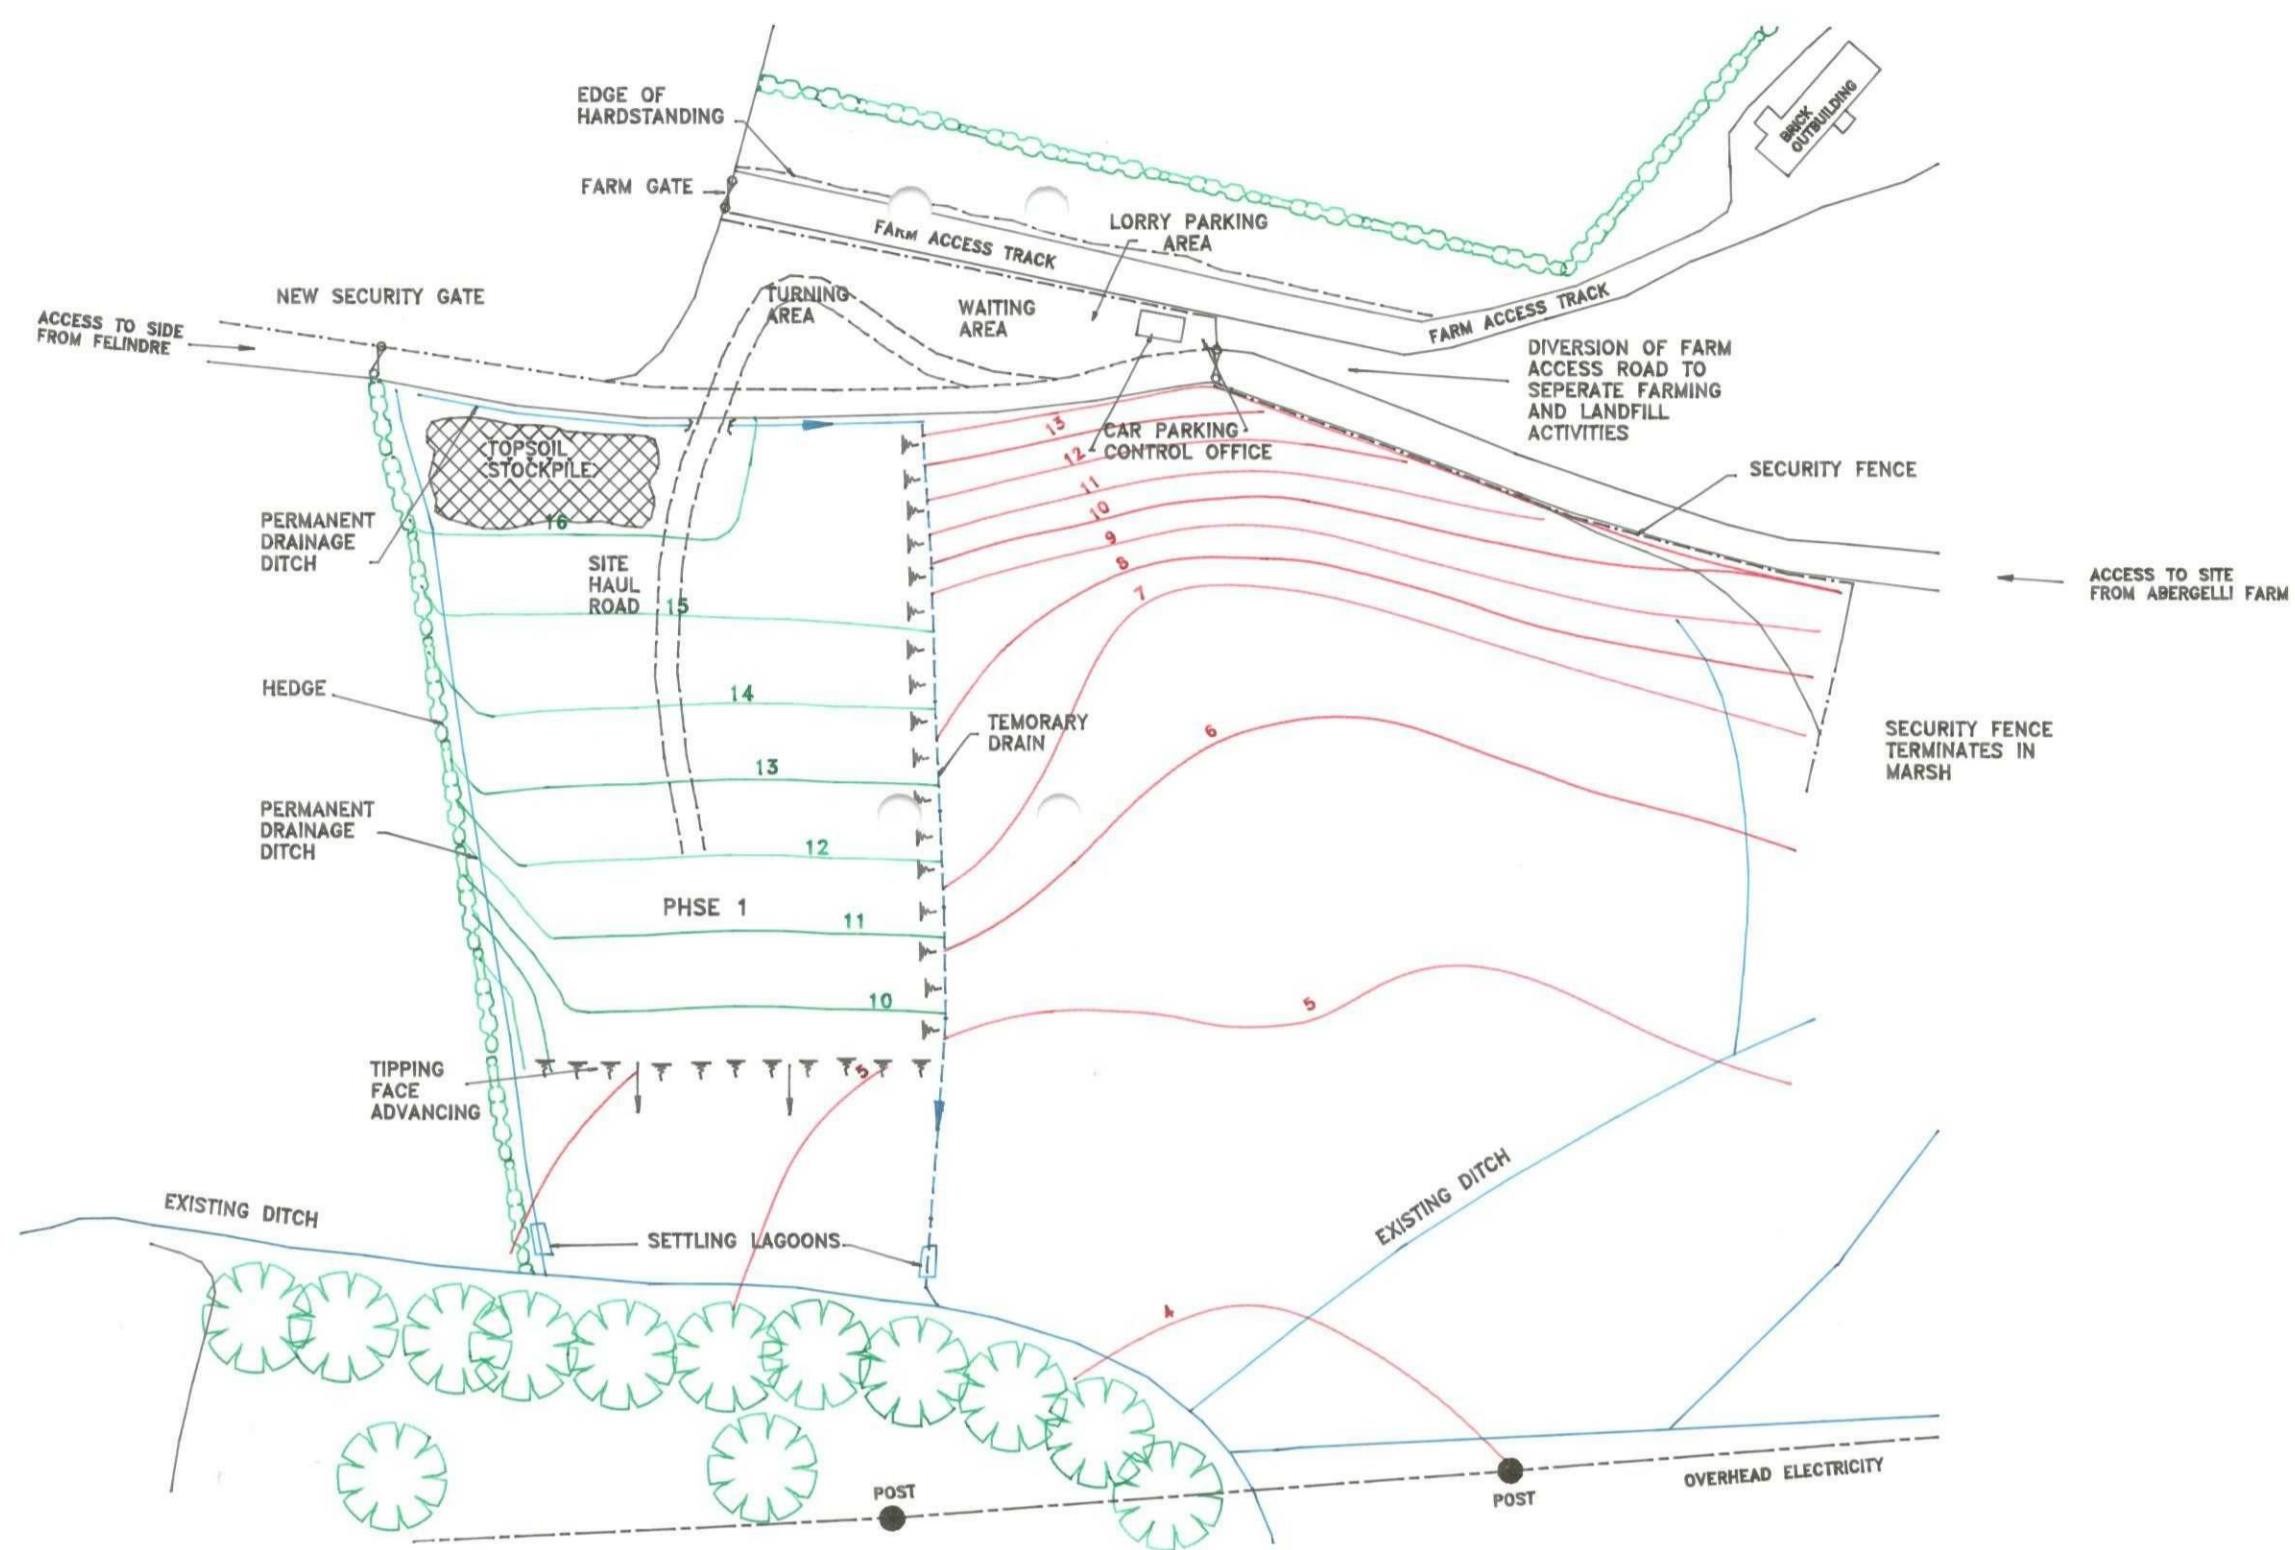 EDGE OF
HARDSTANDING
FARM GATE
FARM ACCESS TRACK
LORRY PARKING
AREA
BRICK
OUTBUILDING
NEW SECURITY GATE
ACCESS TO SIDE
FROM FELINDRE
TURNING
AREA
WAITING
AREA
FARM ACCESS TRACK
DIVERSION OF FARM
ACCESS ROAD TO
SEPERATE FARMING
AND LANDFILL
ACTIVITIES
CAR PARKING
CONTROL OFFICE
SECURITY FENCE
TOPSOIL
STOCKPILE
PERMANENT
DRAINAGE
DITCH
SITE
HAUL
ROAD
ACCESS TO SITE
FROM ABERGELLI FARM
HEDGE
TEMORARY
DRAIN
SECURITY FENCE
TERMINATES IN
MARSH
PERMANENT
DRAINAGE
DITCH
PHSE 1
16
15
14
13
12
11
10
13
12
11
10
9
8
7
6
5
TIPPING
FACE
ADVANCING
5
EXISTING DITCH
SETTLING LAGOONS
EXISTING DITCH
4
POST
POST
OVERHEAD ELECTRICITY